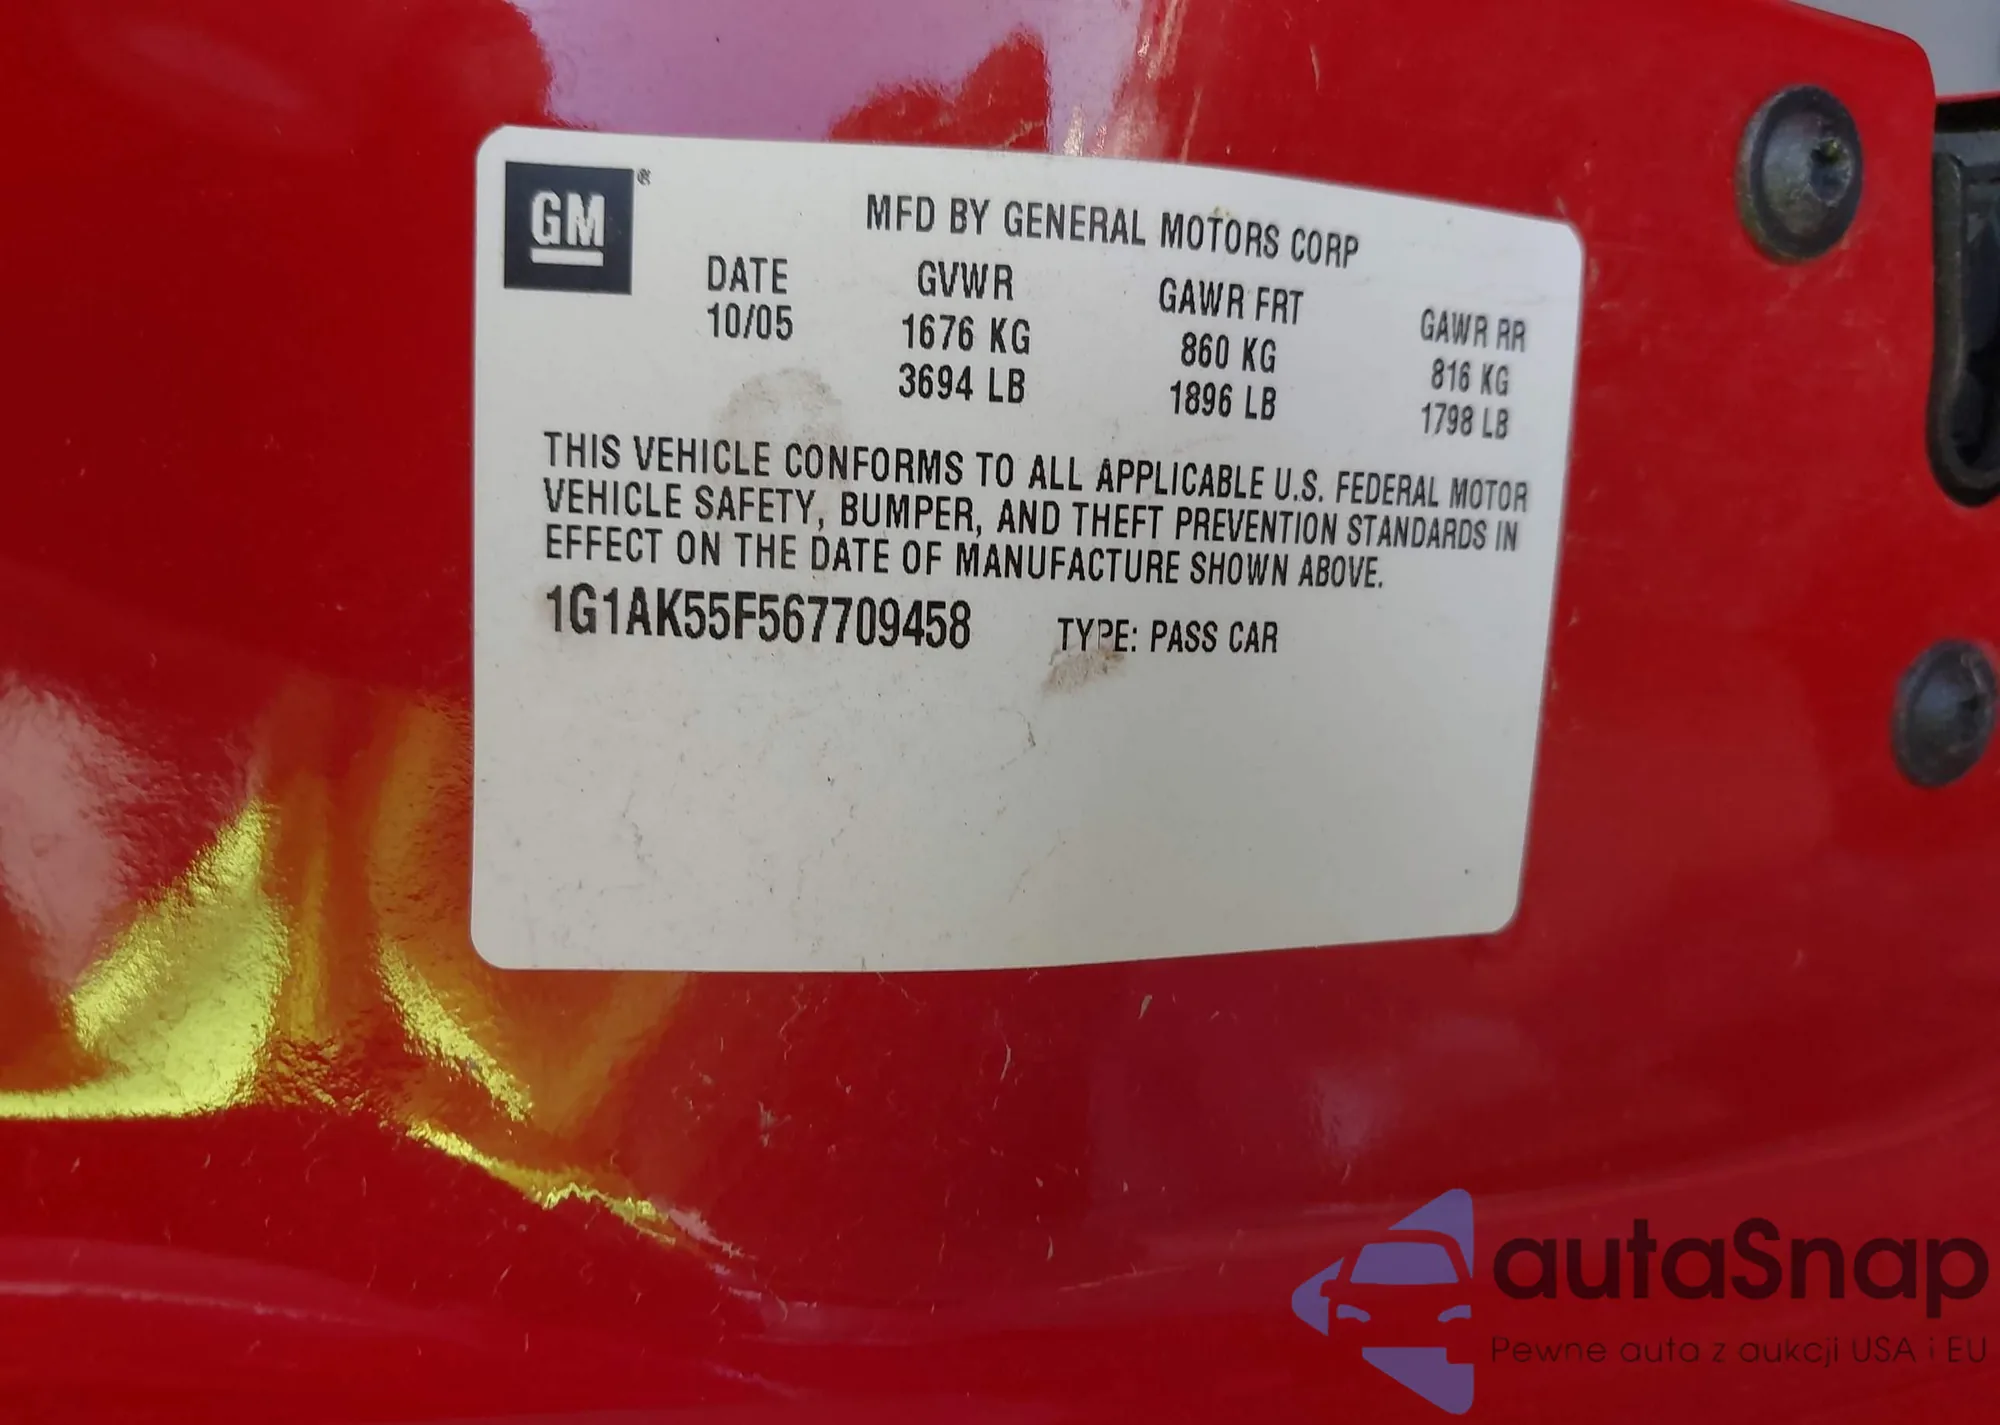 GM®
MFD BY GENERAL MOTORS CORP
DATE GVWR GAWR FRT GAWR RR
10/05 1676 KG 860 KG 816 KG
3694 LB 1896 LB 1798 LB
THIS VEHICLE CONFORMS TO ALL APPLICABLE U.S. FEDERAL MOTOR
VEHICLE SAFETY, BUMPER, AND THEFT PREVENTION STANDARDS IN
EFFECT ON THE DATE OF MANUFACTURE SHOWN ABOVE.
1G1AK55F567709458 TYPE: PASS CAR
autaSnap
Pewne auta z aukcji USA i EU